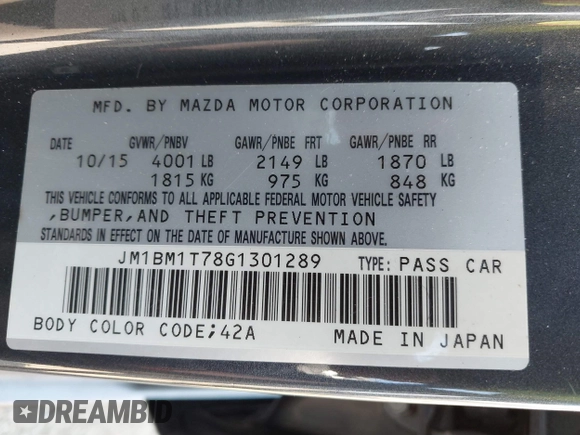 MFD. BY MAZDA MOTOR CORPORATION
DATE GVWR/PNBV GAWR/PNBE FRT GAWR/PNBE RR
10/15 4001 LB 2149 LB 1870 LB
1815 KG 975 KG 848 KG
THIS VEHICLE CONFORMS TO ALL APPLICABLE FEDERAL MOTOR VEHICLE SAFETY
,BUMPER,AND THEFT PREVENTION
STANDARDS IN EFFECT ON THE DATE OF MANUFACTURE SHOWN ABOVE.
JM1BM1T78G1301289 TYPE: PASS CAR
BODY COLOR CODE;42A MADE IN JAPAN
DREAMBID